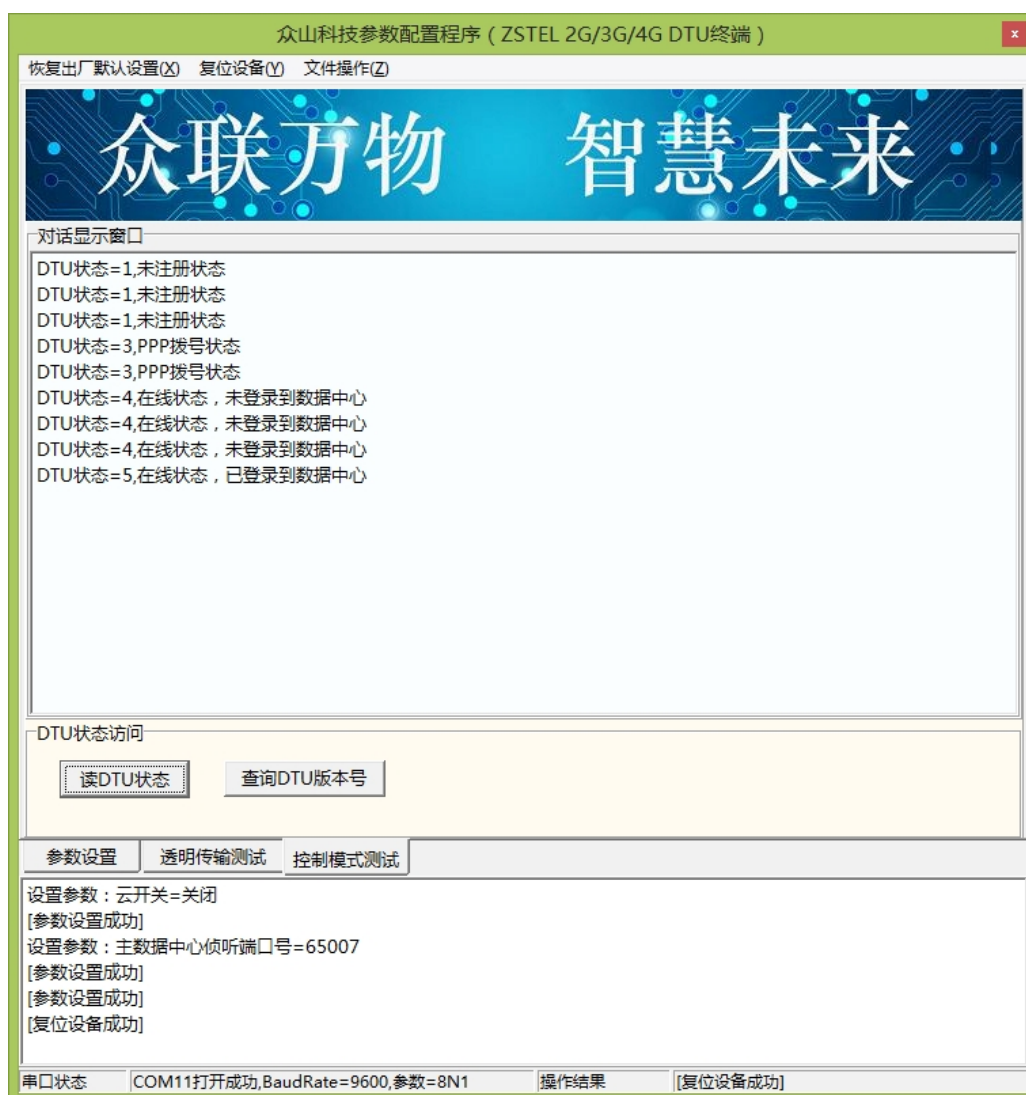 众山科技参数配置程序（ZSTEL 2G/3G/4G DTU终端）
x
恢复出厂默认设置(X) 复位设备(Y) 文件操作(Z)
众联万物 智慧未来
对话显示窗口
DTU状态=1,未注册状态
DTU状态=1,未注册状态
DTU状态=1,未注册状态
DTU状态=3,PPP拨号状态
DTU状态=3,PPP拨号状态
DTU状态=4,在线状态，未登录到数据中心
DTU状态=4,在线状态，未登录到数据中心
DTU状态=4,在线状态，未登录到数据中心
DTU状态=5,在线状态，已登录到数据中心
DTU状态访问
读DTU状态 查询DTU版本号
参数设置 透明传输测试 控制模式测试
设置参数：云开关=关闭
[参数设置成功]
设置参数：主数据中心侦听端口号=65007
[参数设置成功]
[参数设置成功]
[复位设备成功]
串口状态 COM11打开成功,BaudRate=9600,参数=8N1 操作结果 [复位设备成功]